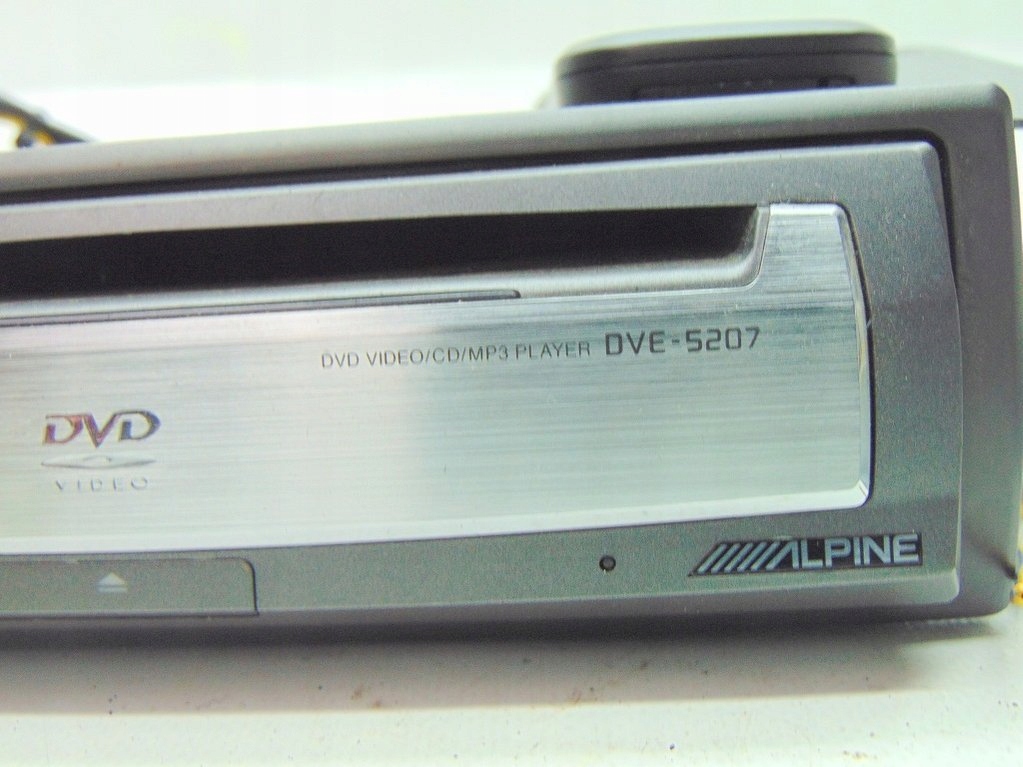 DVD VIDEO/CD/MP3 PLAYER DVE-5207
DVD
VIDEO
ALPINE